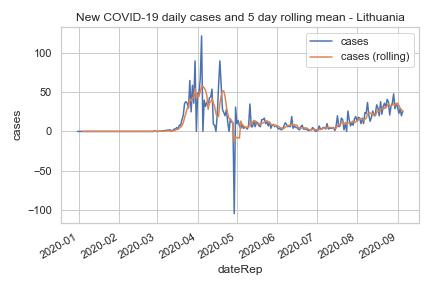 New COVID-19 daily cases and 5 day rolling mean - Lithuania
cases
cases (rolling)
100
50
0
−50
−100
cases
2020-01
2020-02
2020-03
2020-04
2020-05
2020-06
2020-07
2020-08
2020-09
dateRep